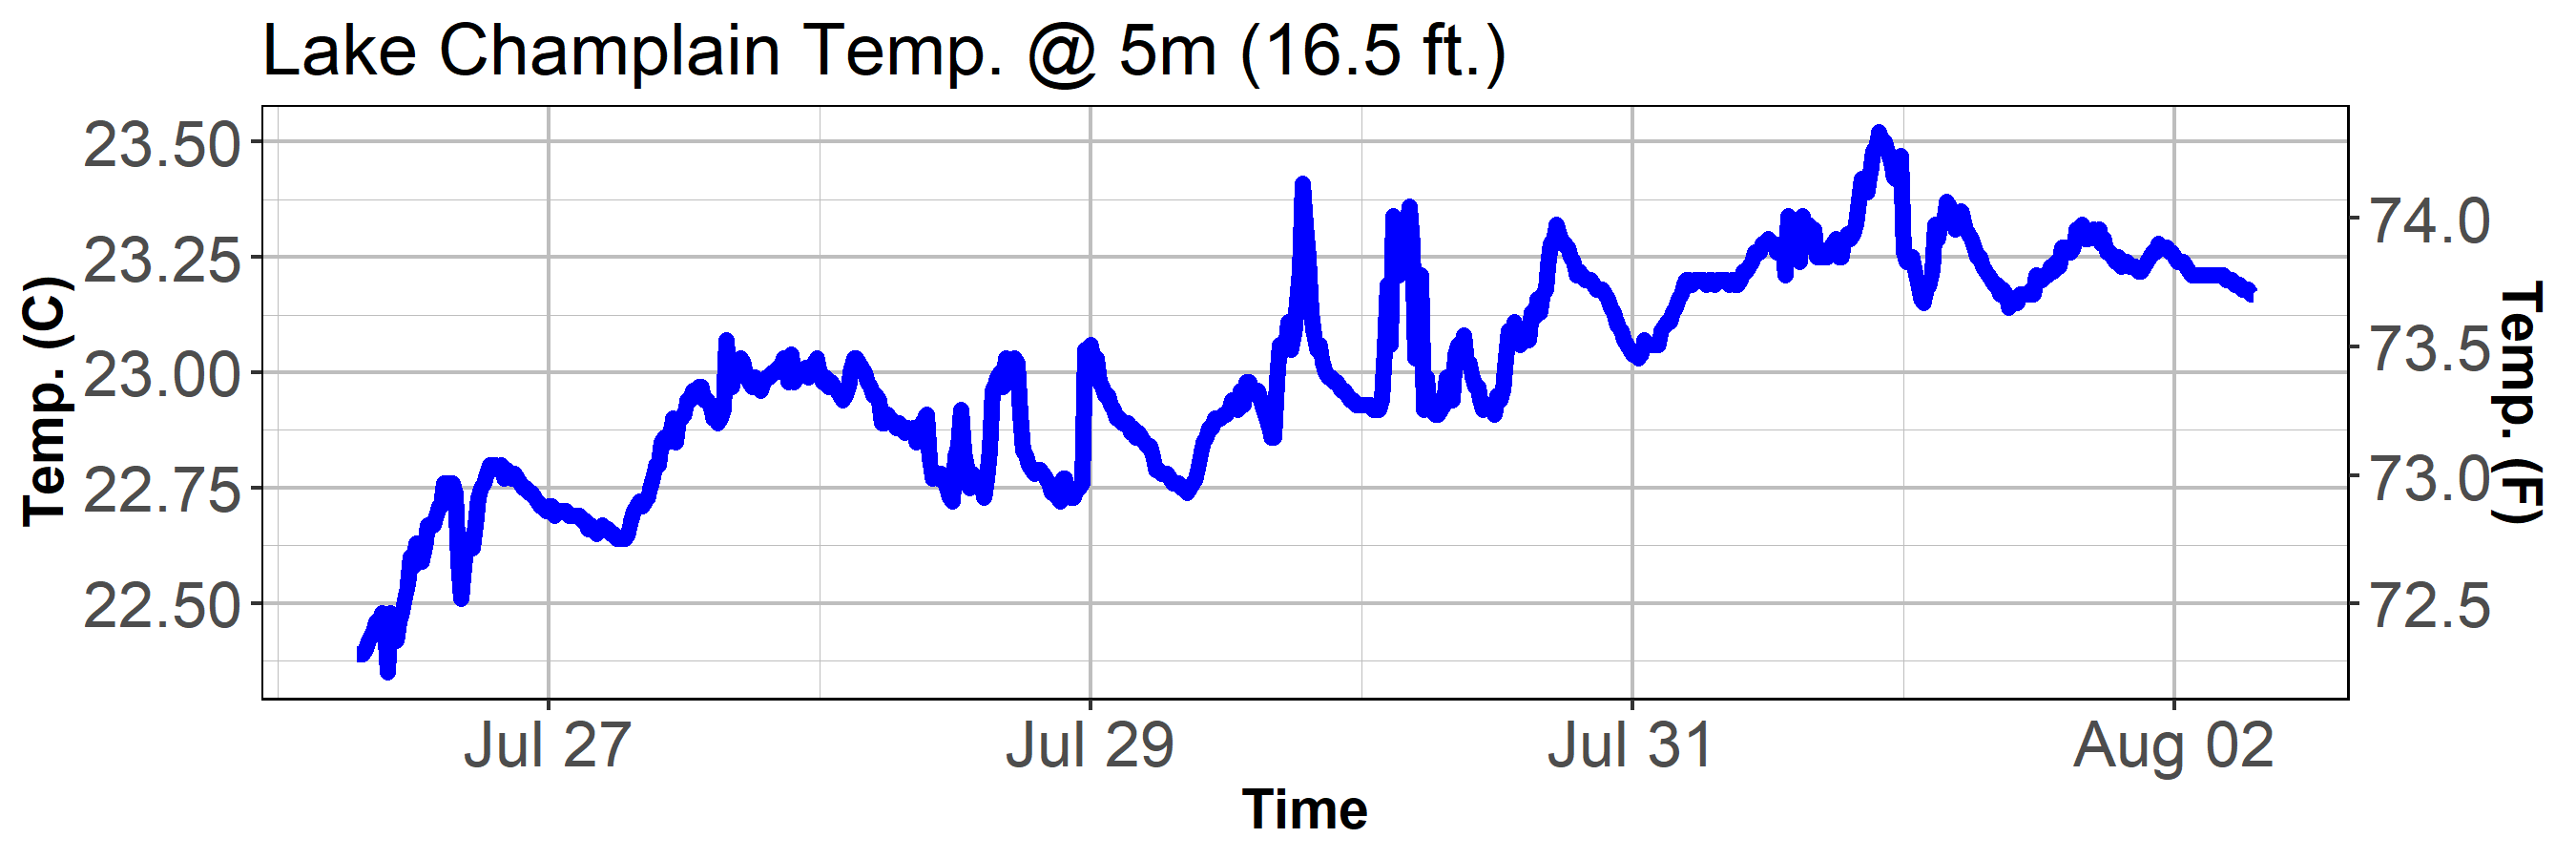 Lake Champlain Temp. @ 5m (16.5 ft.)
Temp. (C)
23.50
23.25
23.00
22.75
22.50
74.0
73.5
73.0
72.5
Temp. (F)
Jul 27
Jul 29
Jul 31
Aug 02
Time